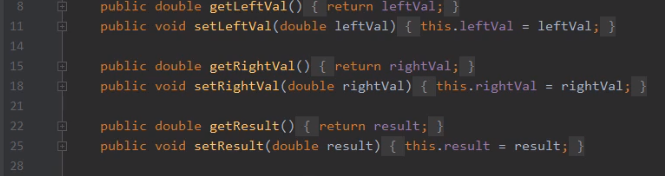 8 public double getLeftVal() { return leftVal; }
11 public void setLeftVal(double leftVal) { this.leftVal = leftVal; }
14
15 public double getRightVal() { return rightVal; }
18 public void setRightVal(double rightVal) { this.rightVal = rightVal; }
21
22 public double getResult() { return result; }
25 public void setResult(double result) { this.result = result; }
28